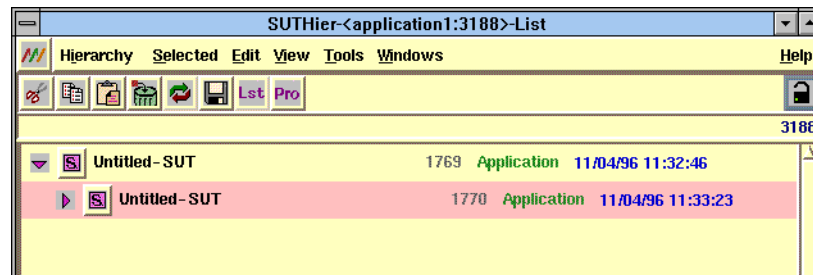 SUTHier-<application1:3188>-List
Hierarchy Selected Edit View Tools Windows Help
Lst Pro
3188
S Untitled-SUT 1769 Application 11/04/96 11:32:46
S Untitled-SUT 1770 Application 11/04/96 11:33:23